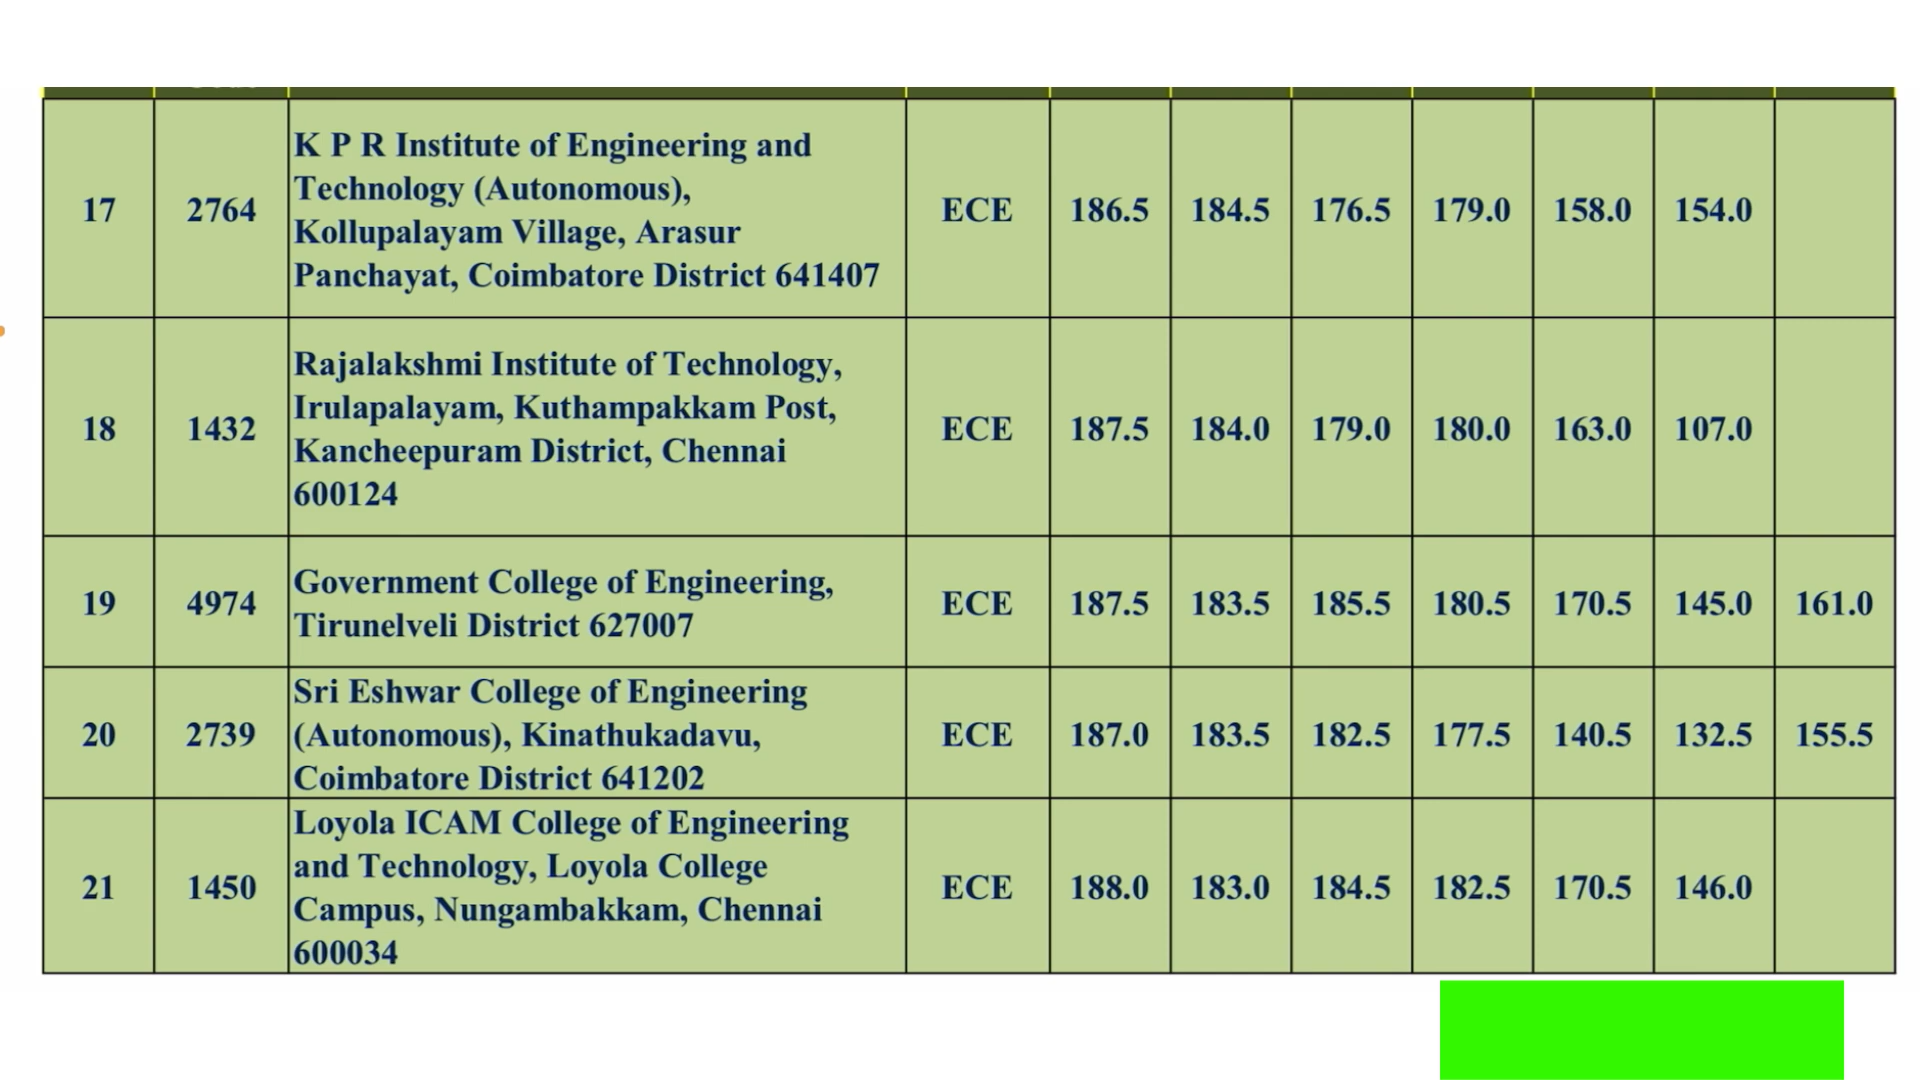 17 2764 K P R Institute of Engineering and
Technology (Autonomous),
Kollupalayam Village, Arasur
Panchayat, Coimbatore District 641407 ECE 186.5 184.5 176.5 179.0 158.0 154.0
18 1432 Rajalakshmi Institute of Technology,
Irulapalayam, Kuthampakkam Post,
Kancheepuram District, Chennai
600124 ECE 187.5 184.0 179.0 180.0 163.0 107.0
19 4974 Government College of Engineering,
Tirunelveli District 627007 ECE 187.5 183.5 185.5 180.5 170.5 145.0 161.0
20 2739 Sri Eshwar College of Engineering
(Autonomous), Kinathukadavu,
Coimbatore District 641202 ECE 187.0 183.5 182.5 177.5 140.5 132.5 155.5
21 1450 Loyola ICAM College of Engineering
and Technology, Loyola College
Campus, Nungambakkam, Chennai
600034 ECE 188.0 183.0 184.5 182.5 170.5 146.0